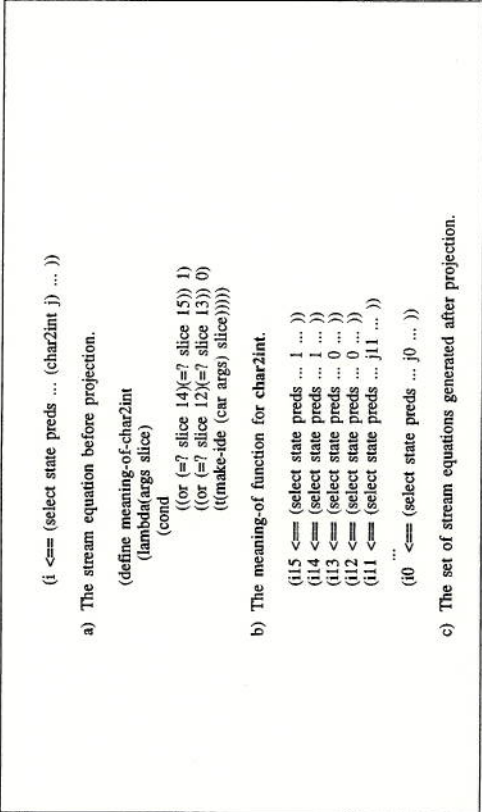 (i <== (select state preds ... (char2int j) ... ))
a) The stream equation before projection.
(define meaning-of-char2int
(lambda(args slice)
(cond
((or (=? slice 14)(=? slice 15)) 1)
((or (=? slice 12)(=? slice 13)) 0)
(t(make-ide (car args) slice)))))
b) The meaning-of function for char2int.
(i15 <== (select state preds ... 1 ... ))
(i14 <== (select state preds ... 1 ... ))
(i13 <== (select state preds ... 0 ... ))
(i12 <== (select state preds ... 0 ... ))
(i11 <== (select state preds ... j11 ... ))
...
(i0 <== (select state preds ... j0 ... ))
c) The set of stream equations generated after projection.